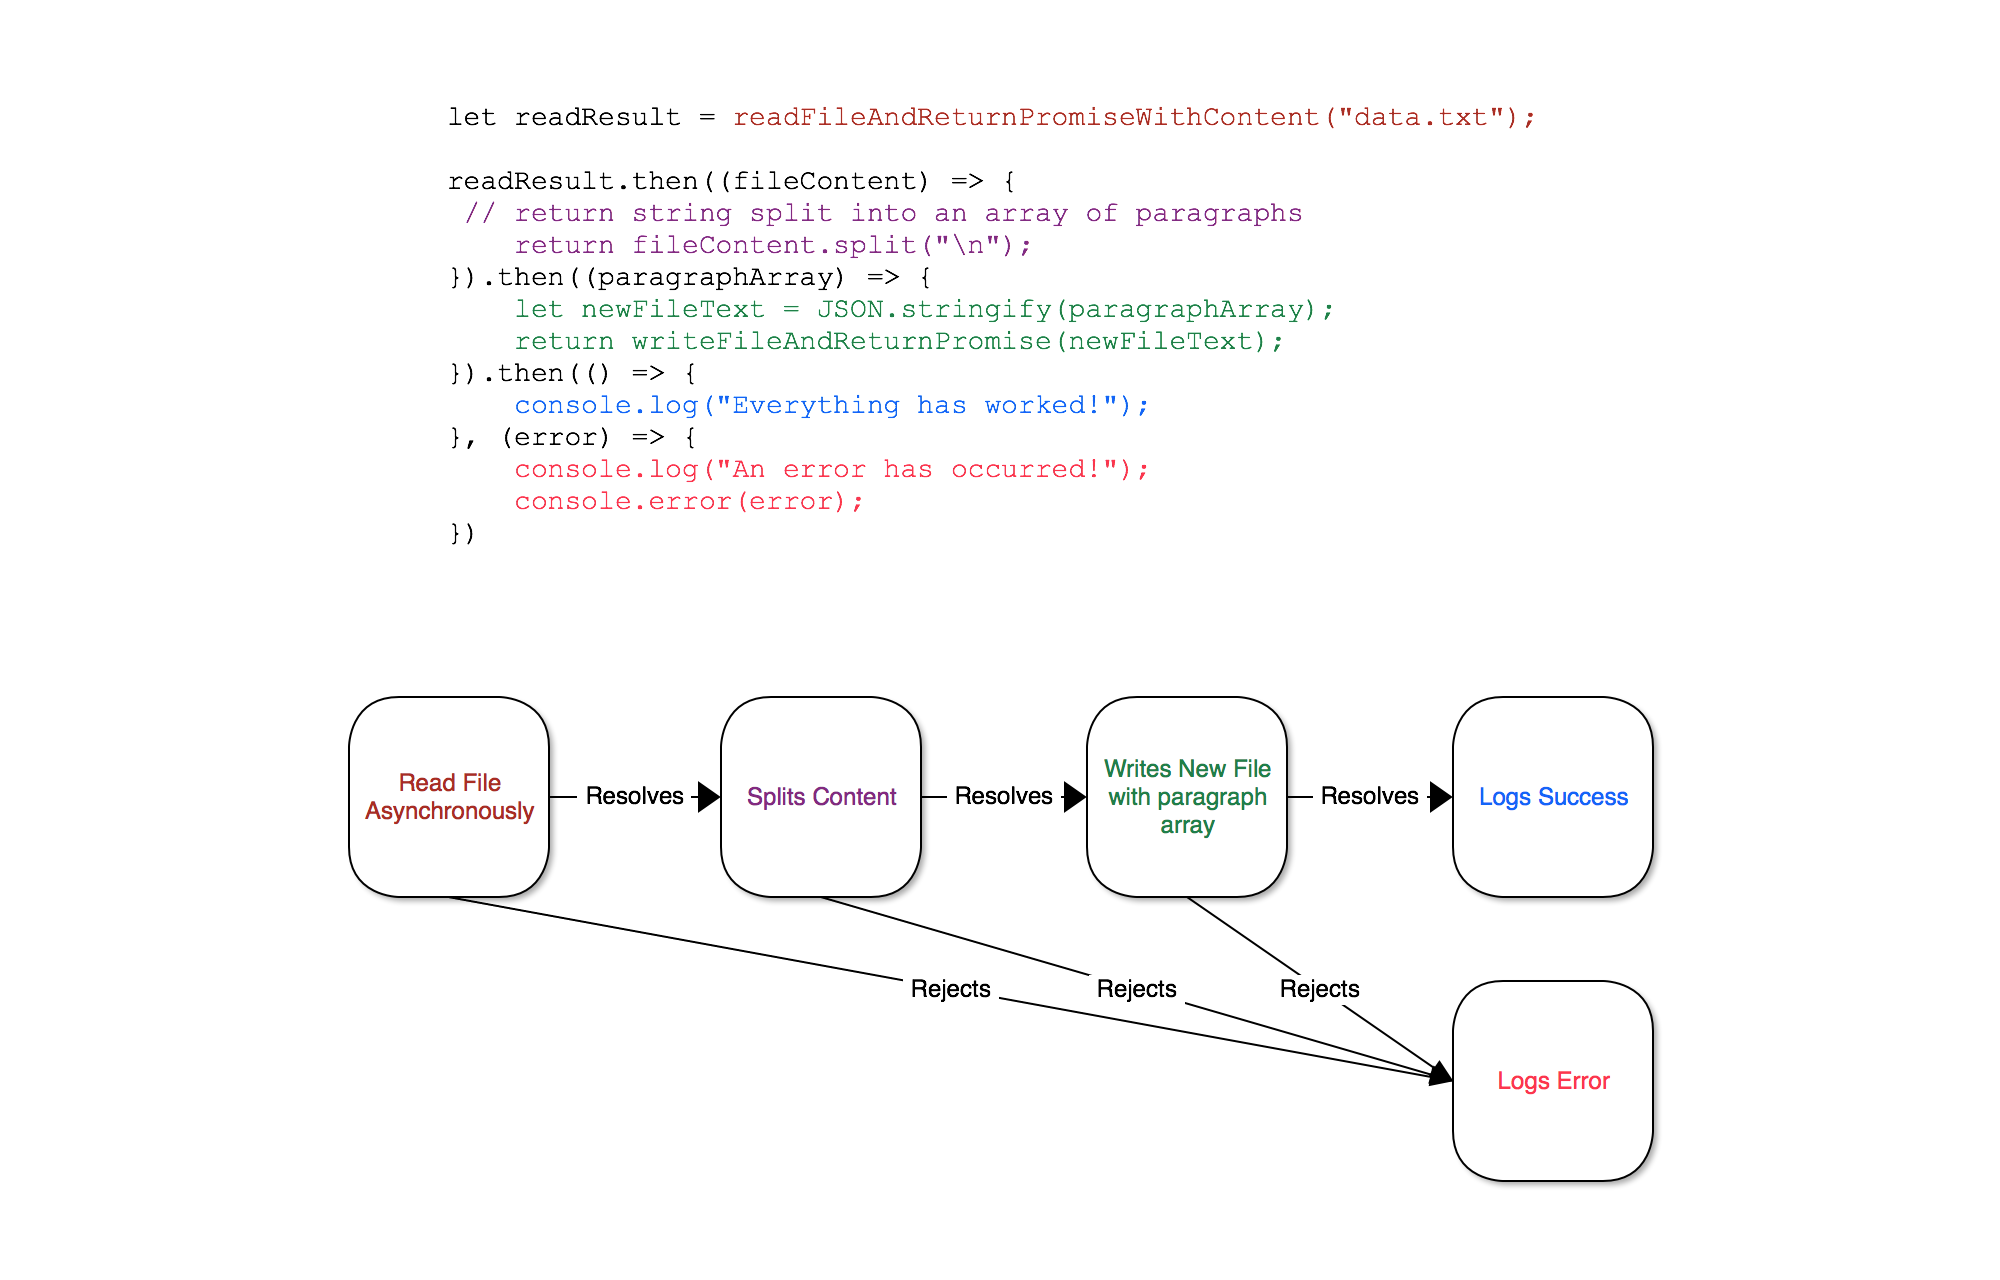 let readResult = readFileAndReturnPromiseWithContent("data.txt");
readResult.then((fileContent) => {
// return string split into an array of paragraphs
return fileContent.split("\n");
}).then((paragraphArray) => {
let newFileText = JSON.stringify(paragraphArray);
return writeFileAndReturnPromise(newFileText);
}).then(() => {
console.log("Everything has worked!");
}, (error) => {
console.log("An error has occurred!");
console.error(error);
})
Read File
Asynchronously
Resolves
Splits Content
Resolves
Writes New File
with paragraph
array
Resolves
Logs Success
Rejects
Rejects
Rejects
Logs Error